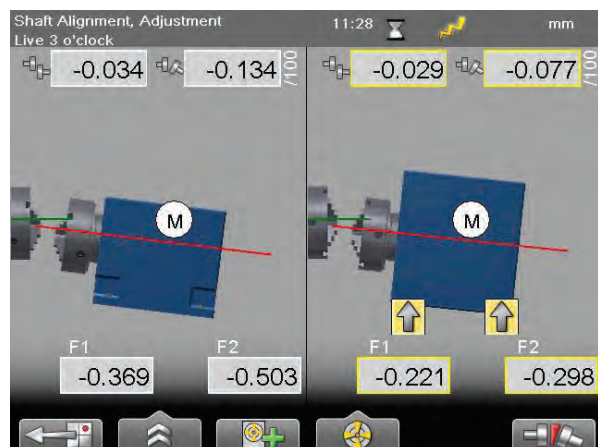 Shaft Alignment, Adjustment
11:28
mm
Live 3 o'clock
-0.034
-0.134
/100
-0.029
-0.077
/100
M
M
F1
F2
F1
F2
-0.369
-0.503
-0.221
-0.298